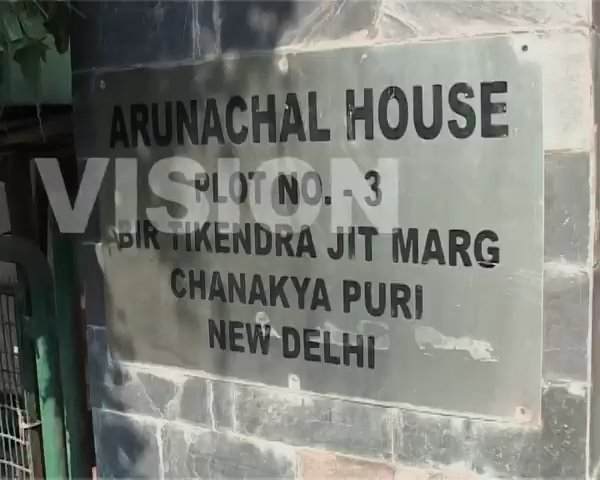 ARUNACHAL HOUSE
PLOT NO. - 3
VISION
BIR TIKENDRA JIT MARG
CHANAKYA PURI
NEW DELHI